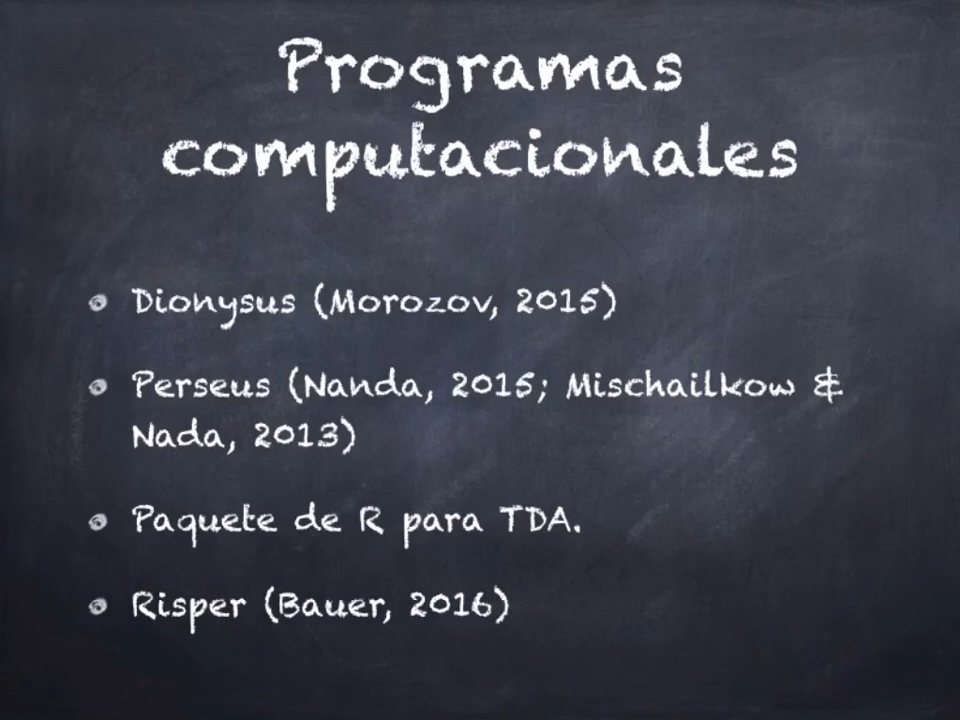 Programas
computacionales
Dionysus (Morozov, 2015)
Perseus (Nanda, 2015; Mischailkow &
Nada, 2013)
Paquete de R para TDA.
Risper (Bauer, 2016)